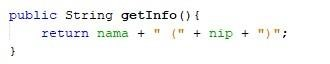 public String getInfo(){
    return nama + " (" + nip + ")";
}